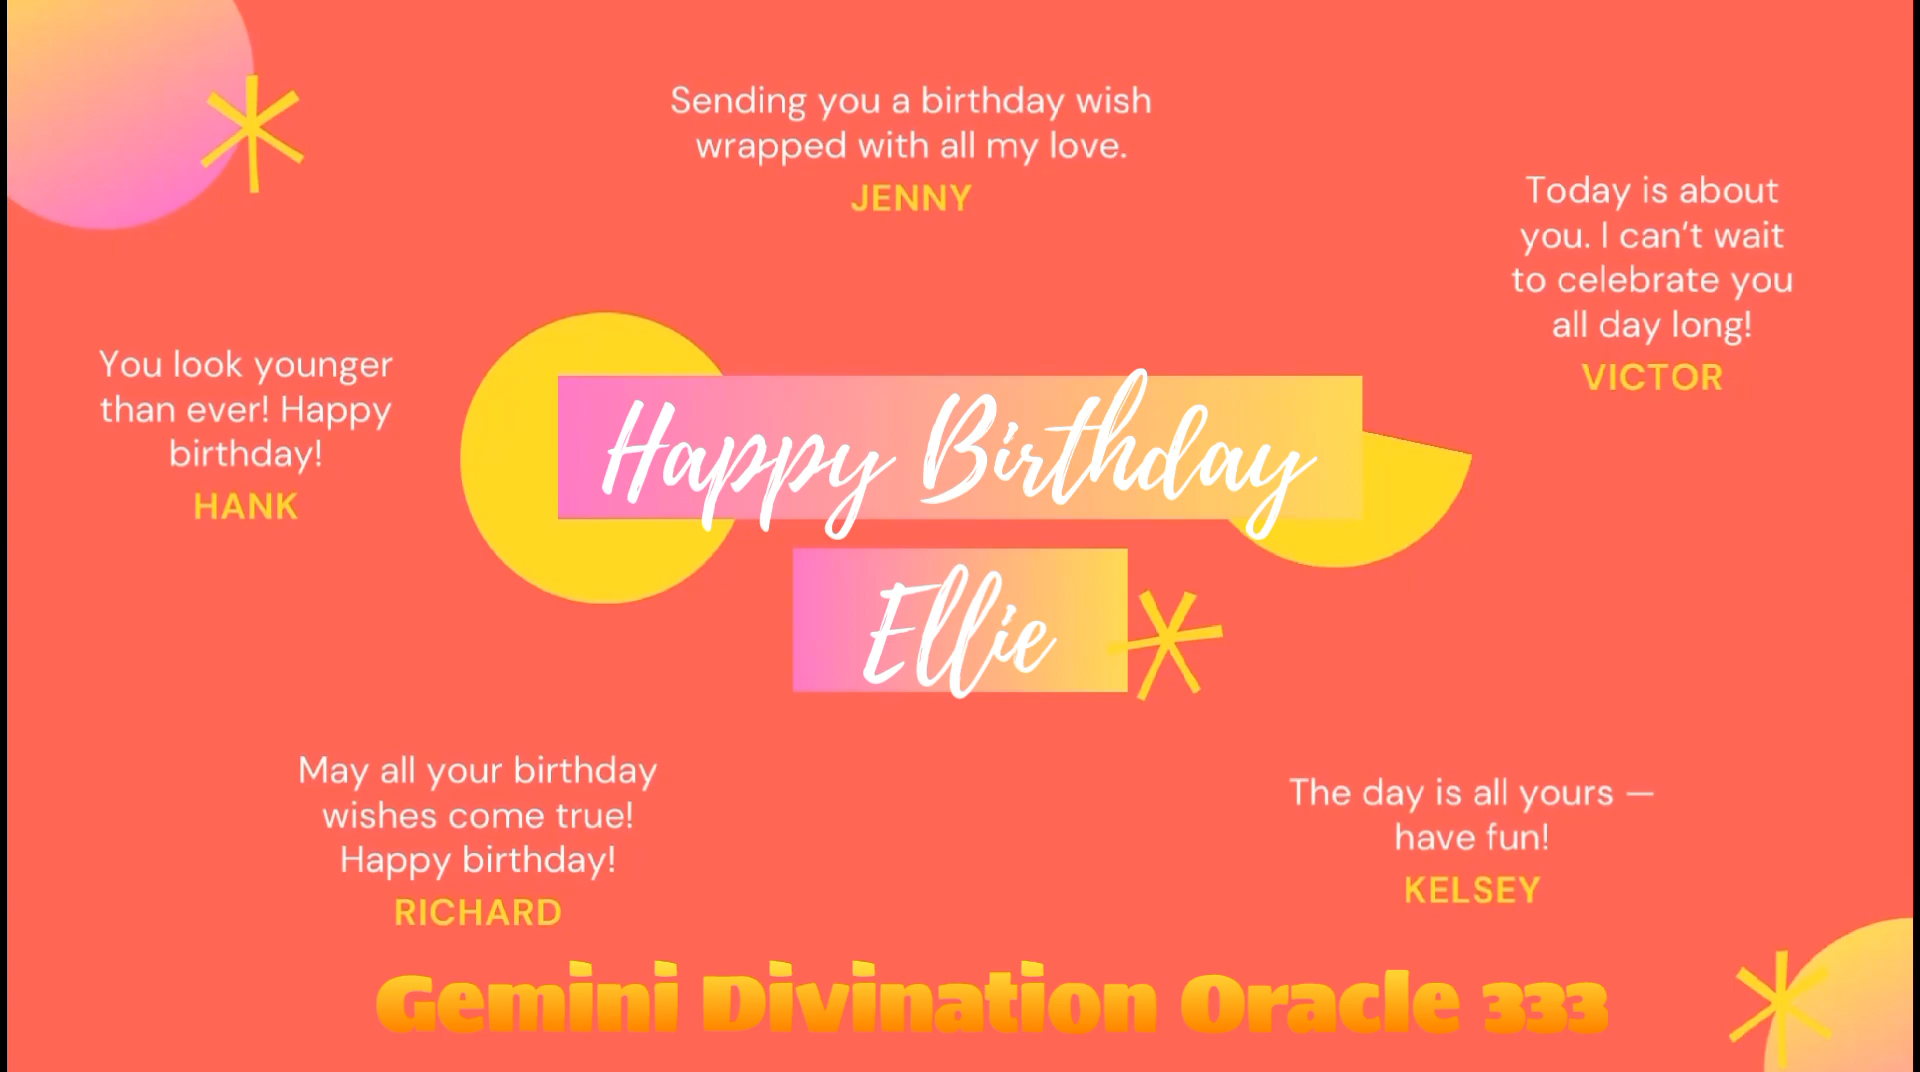 Sending you a birthday wish
wrapped with all my love.
JENNY
Today is about
you. I can't wait
to celebrate you
all day long!
VICTOR
You look younger
than ever! Happy
birthday!
HANK
Happy Birthday
Ellie
May all your birthday
wishes come true!
Happy birthday!
RICHARD
The day is all yours —
have fun!
KELSEY
Gemini Divination Oracle 333